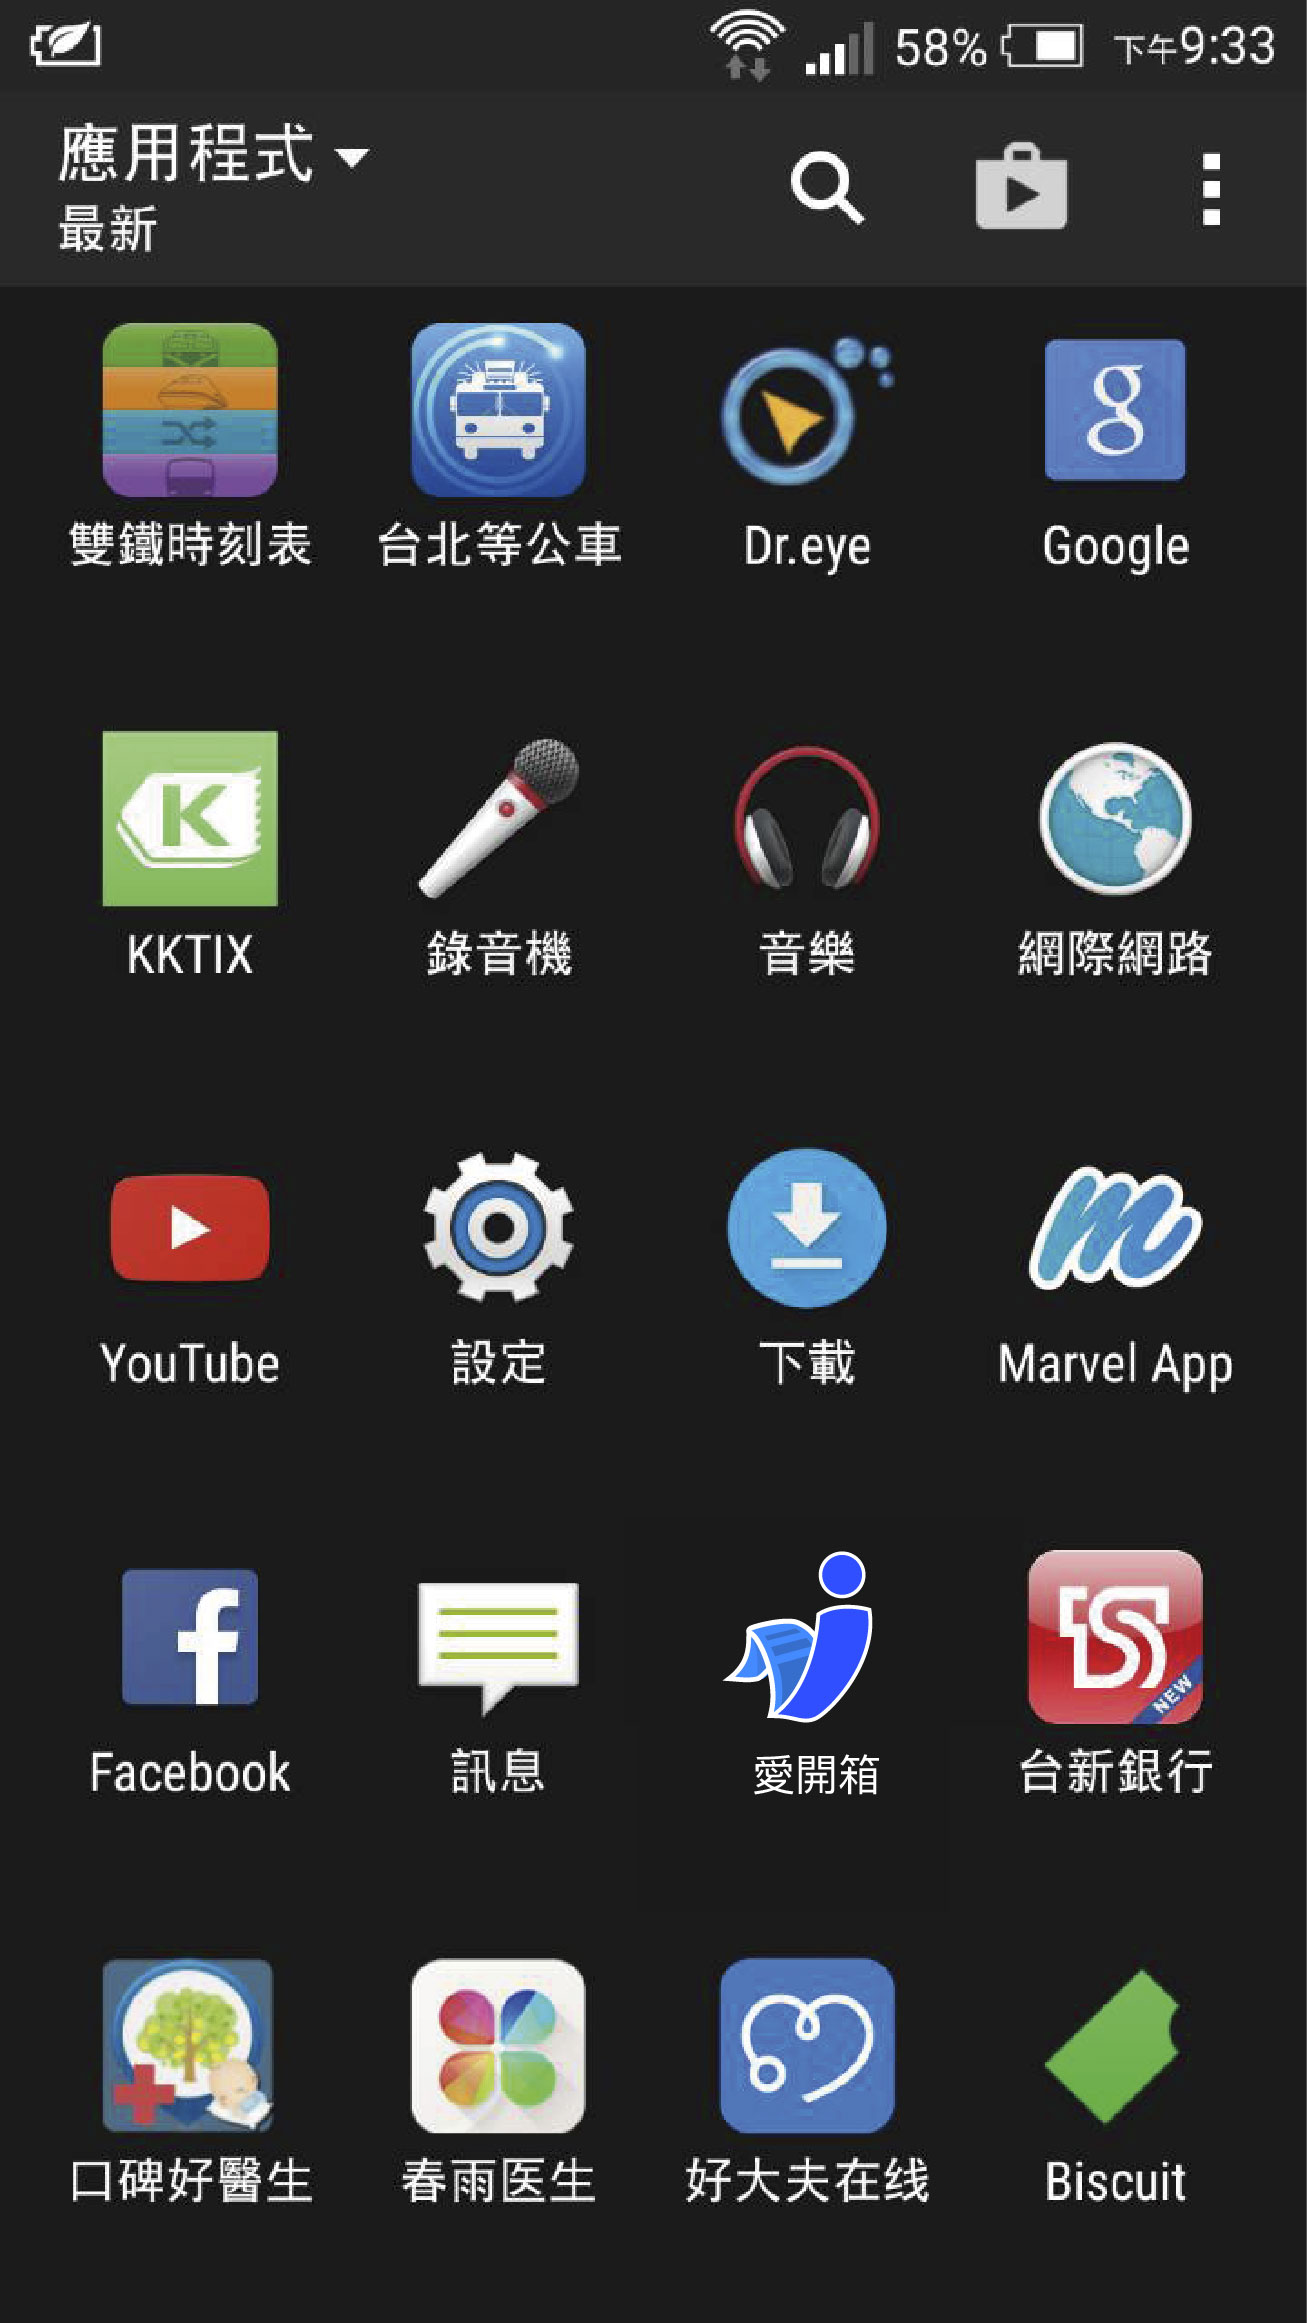 58% 下午9:33
應用程式
最新
雙鐵時刻表 台北等公車 Dr.eye Google
KKTIX 錄音機 音樂 網際網路
YouTube 設定 下載 Marvel App
NEW
Facebook 訊息 愛開箱 台新銀行
口碑好醫生 春雨医生 好大夫在线 Biscuit